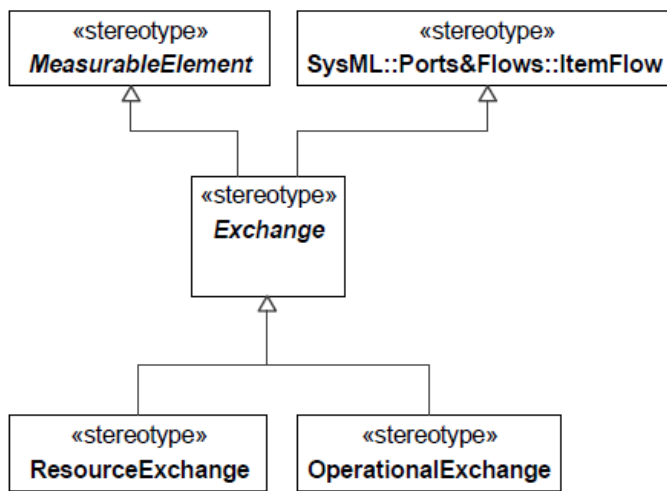 «stereotype»
MeasurableElement
«stereotype»
SysML::Ports&Flows::ItemFlow
«stereotype»
Exchange
«stereotype»
ResourceExchange
«stereotype»
OperationalExchange